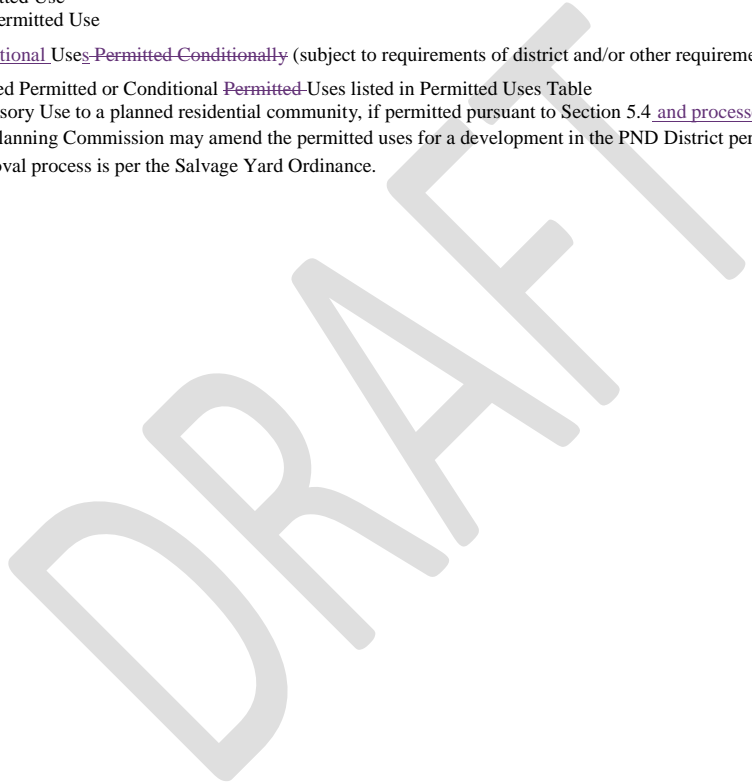 Use
ermitted Use
tional Uses Permitted Conditionally (subject to requirements of district and/or other requireme
ed Permitted or Conditional Permitted Uses listed in Permitted Uses Table
sory Use to a planned residential community, if permitted pursuant to Section 5.4 and process
lanning Commission may amend the permitted uses for a development in the PND District per
oval process is per the Salvage Yard Ordinance.
DRAFT